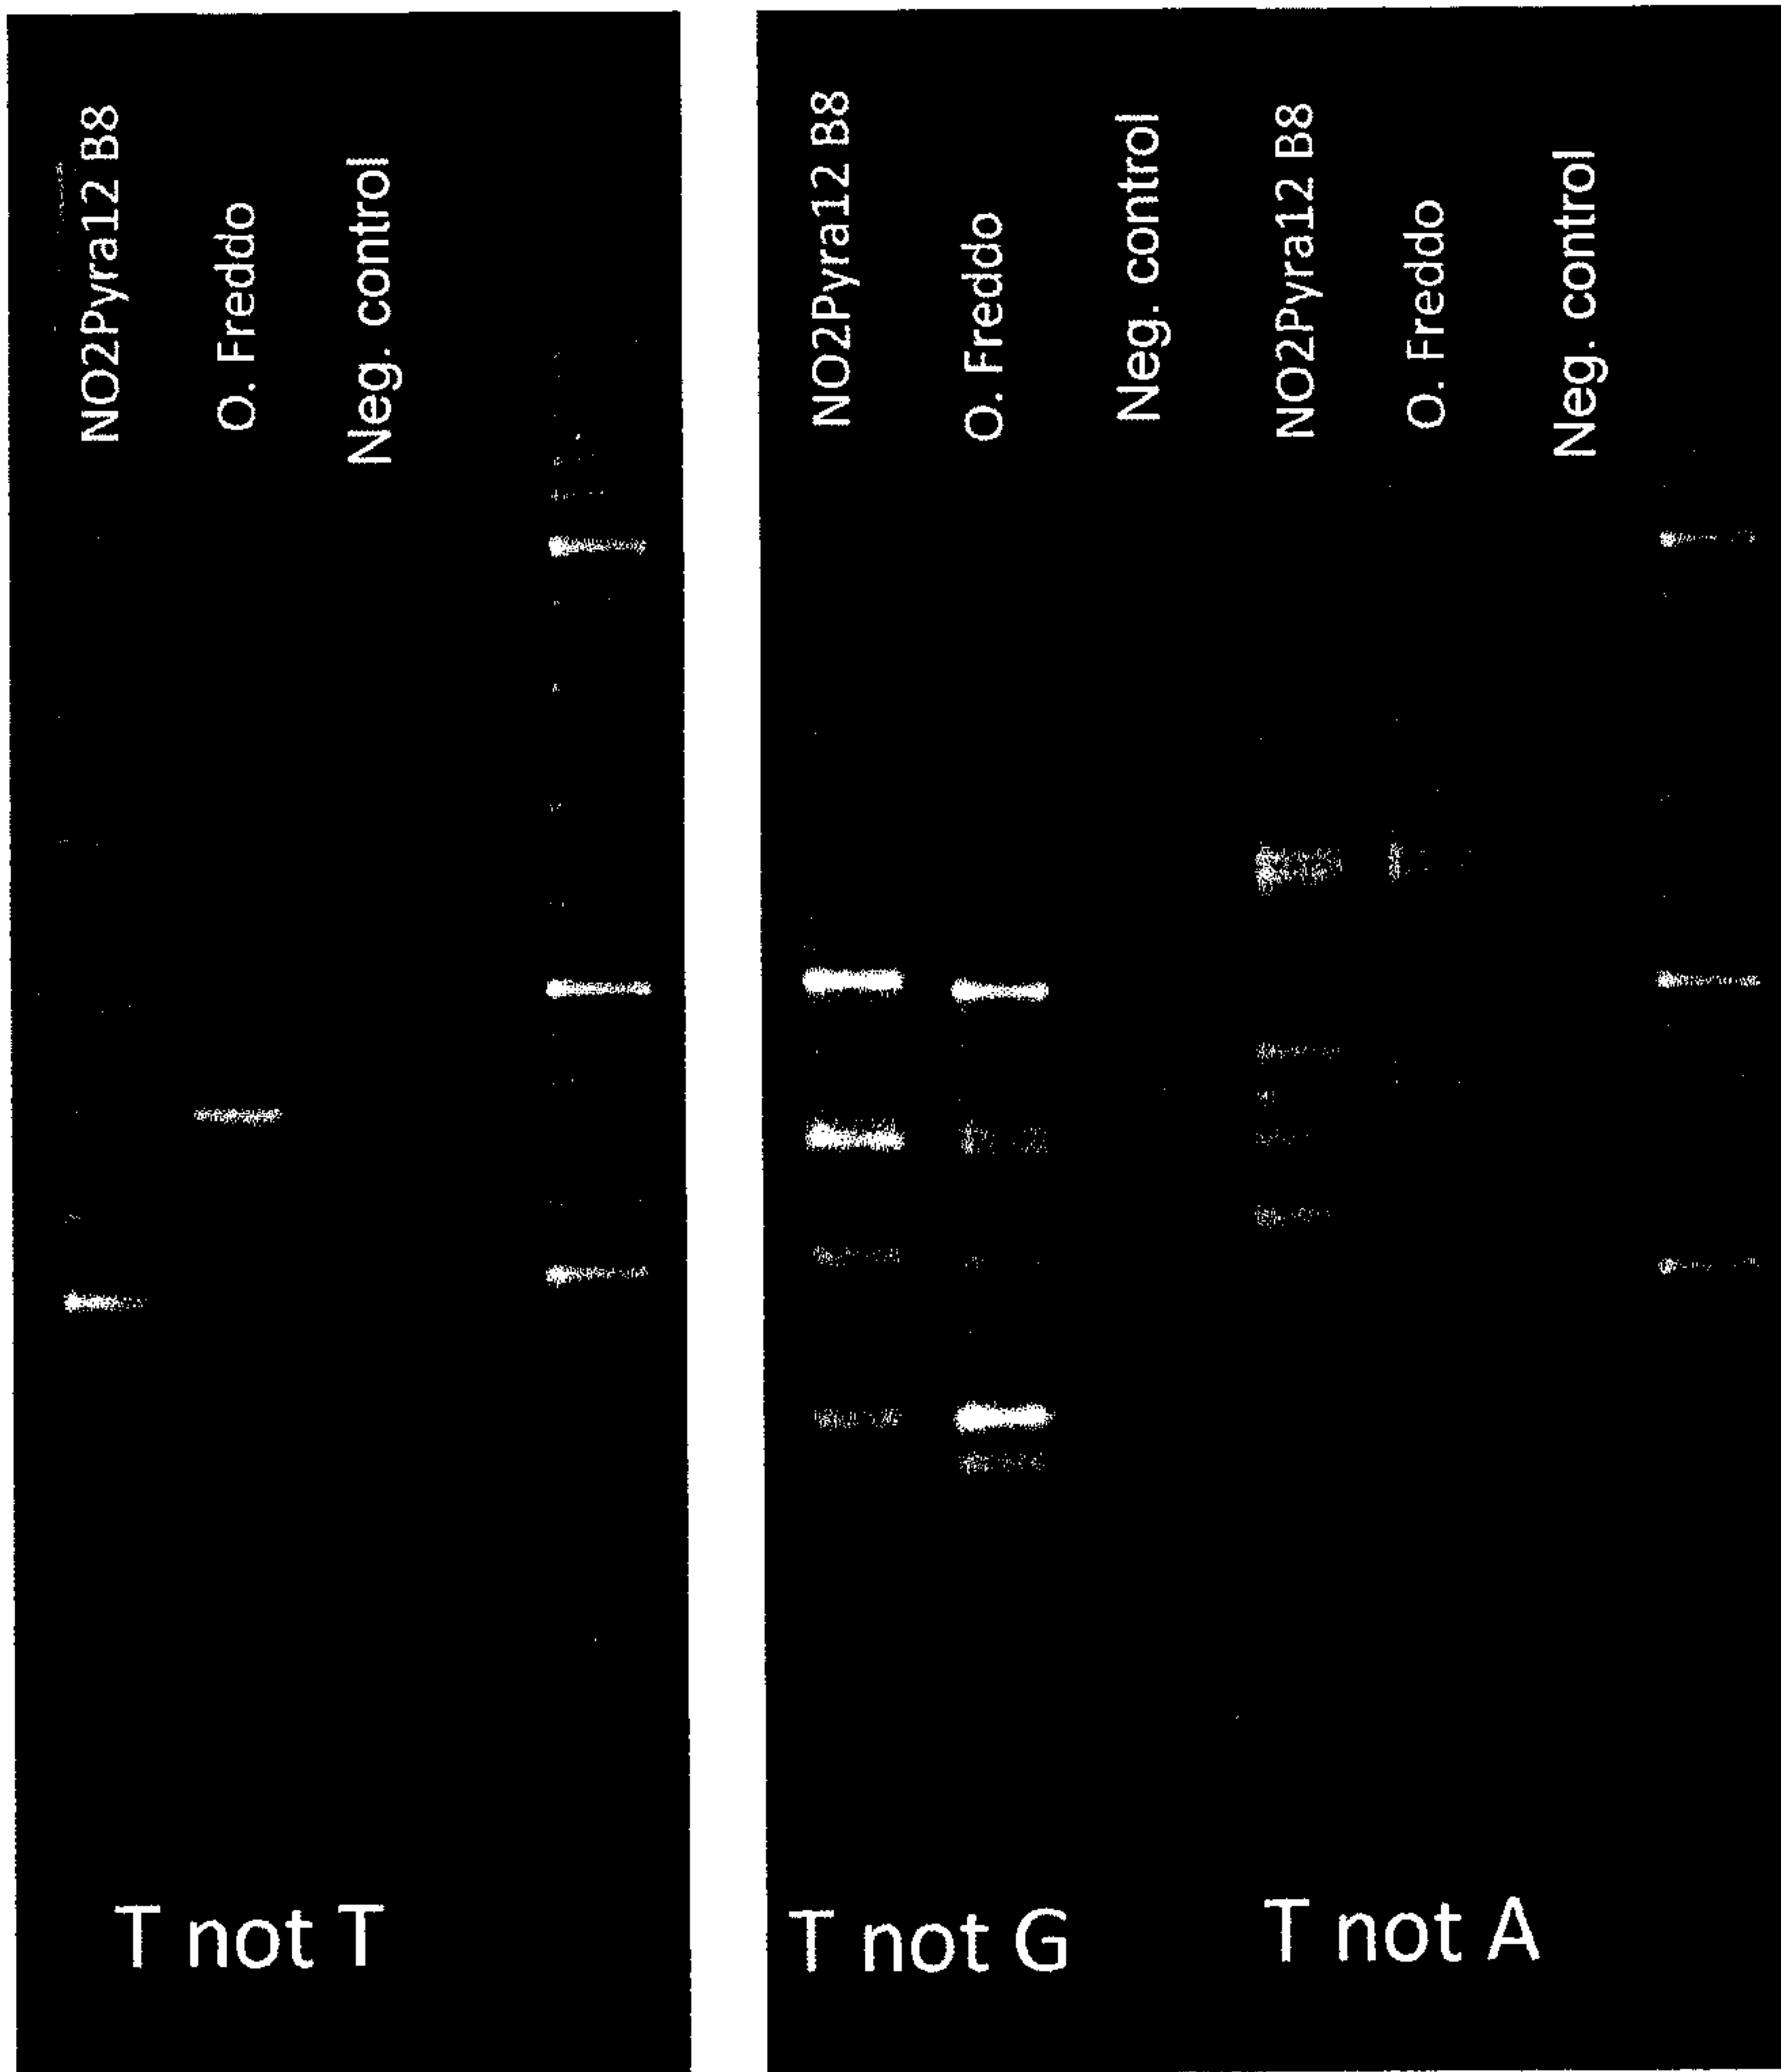 NO2Pyra12 B8
O. Freddo
Neg. control
T not T
NO2Pyra12 B8
O. Freddo
Neg. control
NO2Pyra12 B8
O. Freddo
Neg. control
T not G
T not A